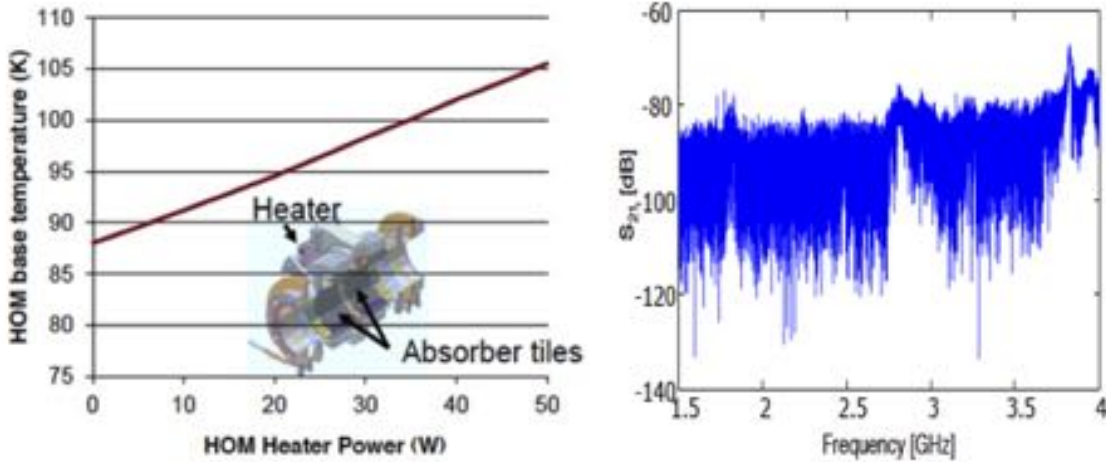 110
105
100
95
90
85
80
75
HOM base temperature (K)
Heater
Absorber tiles
0 10 20 30 40 50
HOM Heater Power (W)
-60
-80
-100
-120
-140
S21, [dB]
1.5 2 2.5 3 3.5 4
Frequency [GHz]